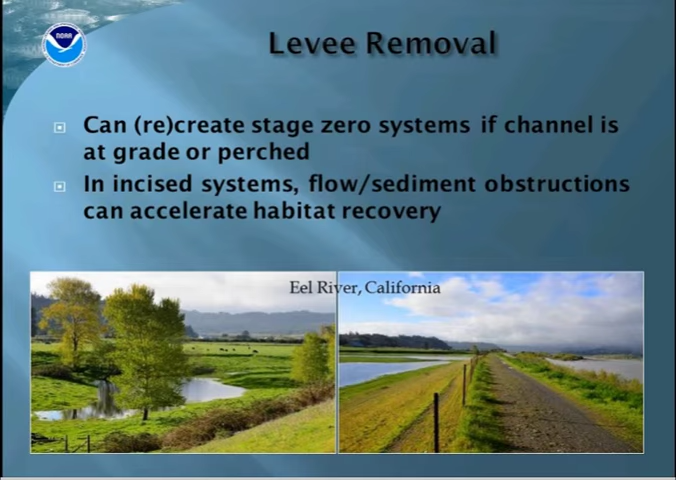 NOAA
Levee Removal
Can (re)create stage zero systems if channel is
at grade or perched
In incised systems, flow/sediment obstructions
can accelerate habitat recovery
Eel River, California